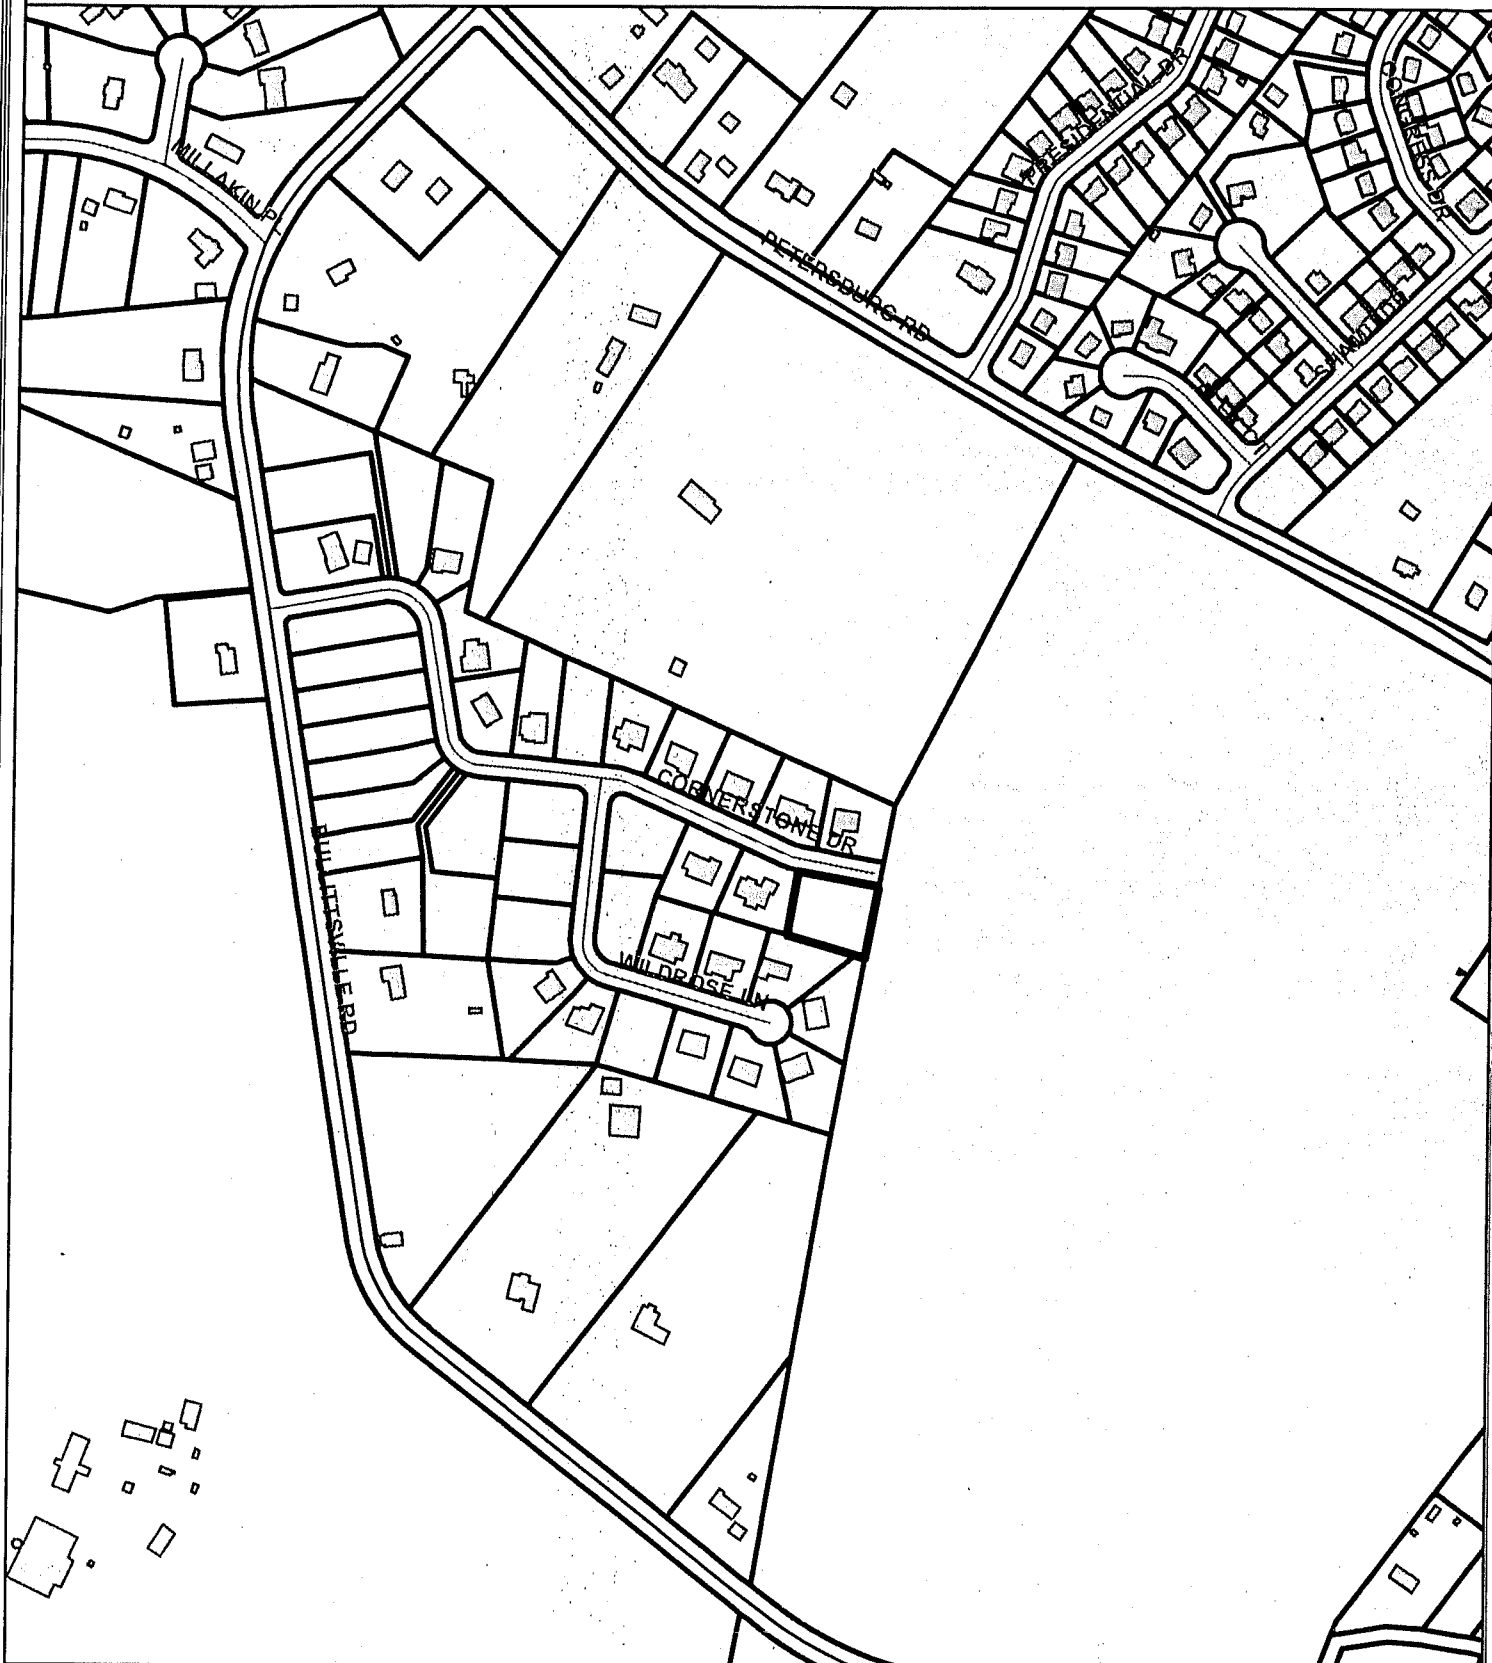 MILLAKIN PL
PRESIDENTIAL DR
CONGRESS DR
PETERSBURG RD
CORNERSTONE DR
BULLITTSVILLE RD
WILDROSE LN